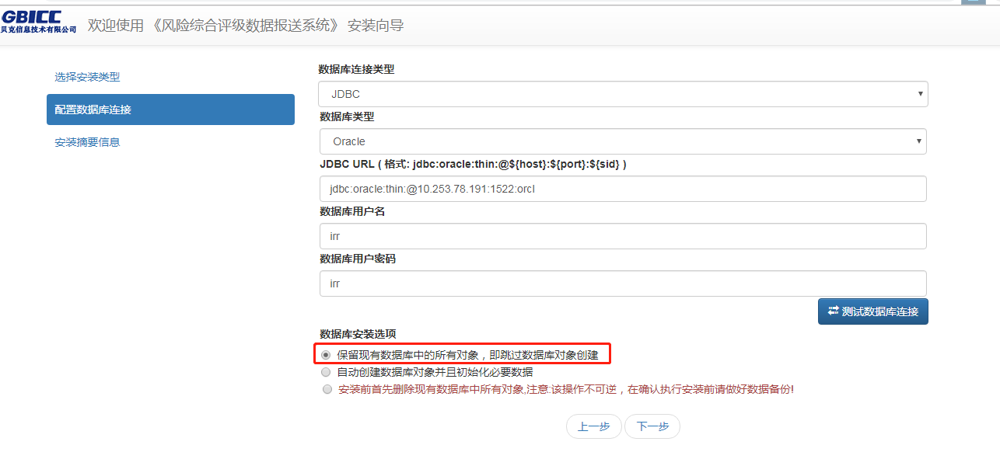 GBICC
贝克信息技术有限公司
欢迎使用 《风险综合评级数据报送系统》 安装向导
选择安装类型
配置数据库连接
安装摘要信息
数据库连接类型
JDBC
数据库类型
Oracle
JDBC URL ( 格式: jdbc:oracle:thin:@${host}:${port}:${sid} )
jdbc:oracle:thin:@10.253.78.191:1522:orcl
数据库用户名
irr
数据库用户密码
irr
测试数据库连接
数据库安装选项
保留现有数据库中的所有对象，即跳过数据库对象创建
自动创建数据库对象并且初始化必要数据
安装前首先删除现有数据库中所有对象,注意:该操作不可逆，在确认执行安装前请做好数据备份!
上一步
下一步